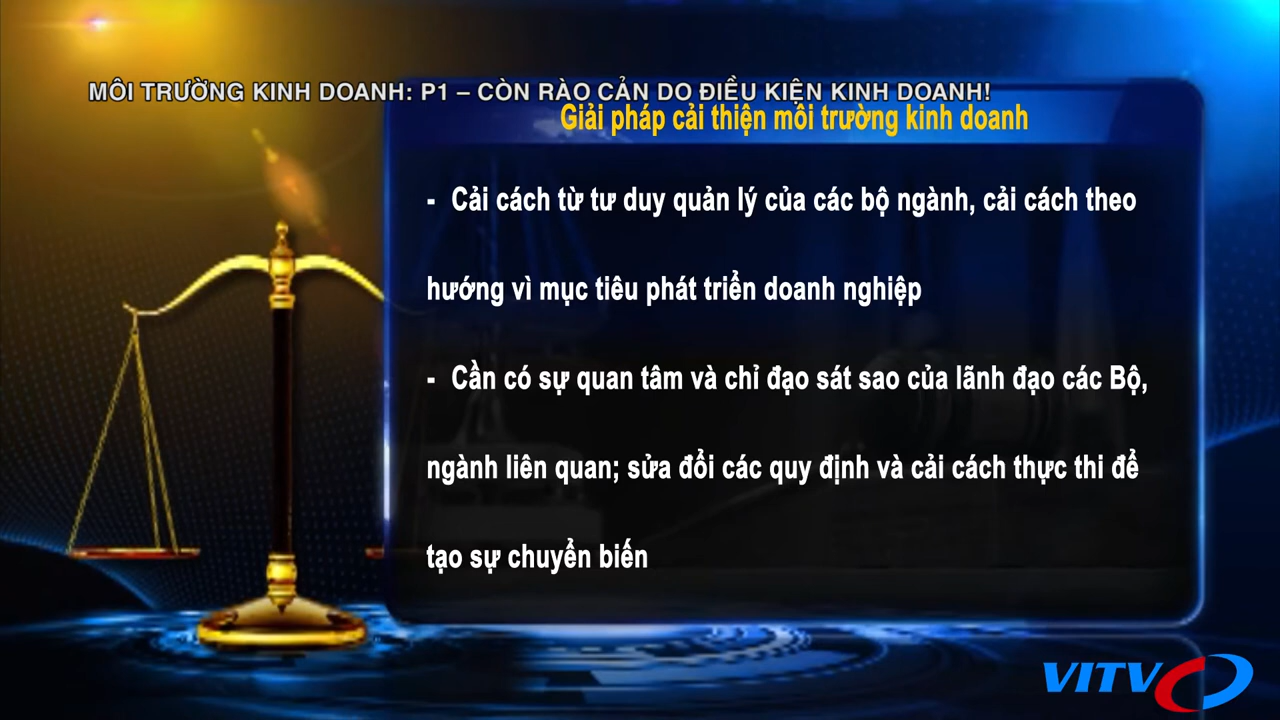 MÔI TRƯỜNG KINH DOANH: P1 – CÒN RÀO CẢN DO ĐIỀU KIỆN KINH DOANH!
Giải pháp cải thiện môi trường kinh doanh
- Cải cách từ tư duy quản lý của các bộ ngành, cải cách theo
hướng vì mục tiêu phát triển doanh nghiệp
- Cần có sự quan tâm và chỉ đạo sát sao của lãnh đạo các Bộ,
ngành liên quan; sửa đổi các quy định và cải cách thực thi để
tạo sự chuyển biến
VITV